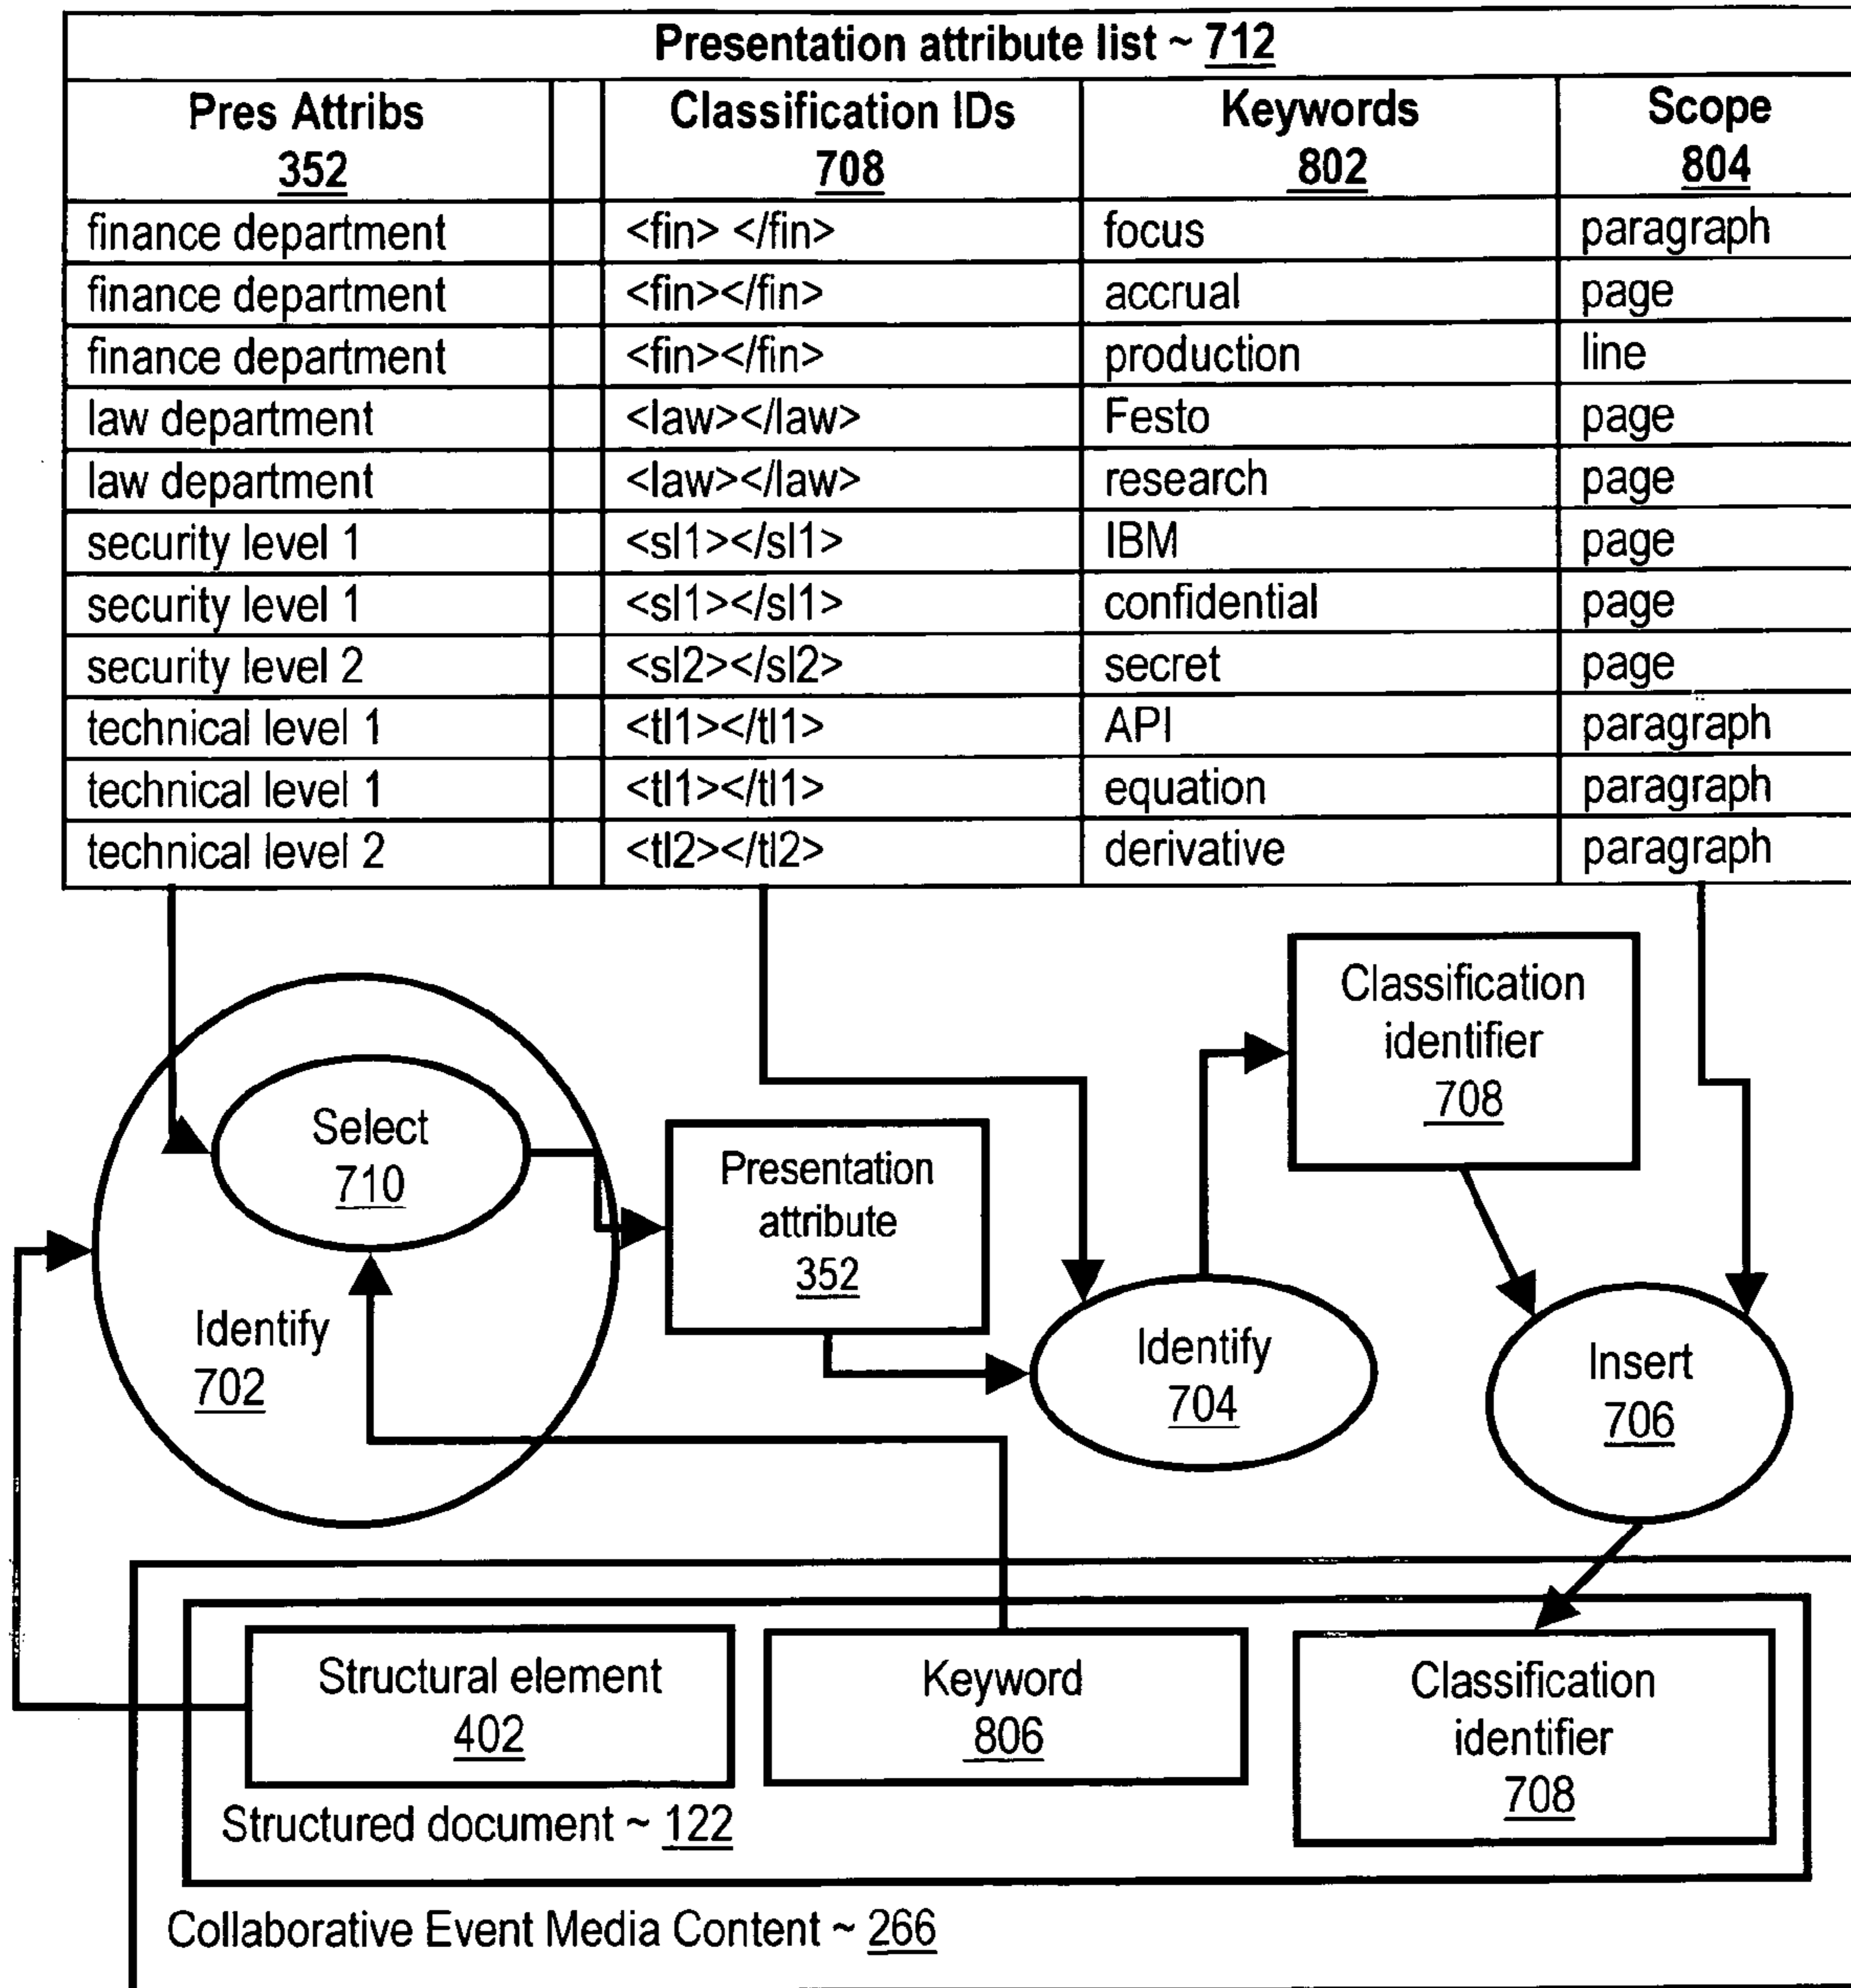 Presentation attribute list ~ 712
Pres Attribs Classification IDs Keywords Scope
352 708 802 804
finance department <fin> </fin> focus paragraph
finance department <fin></fin> accrual page
finance department <fin></fin> production line
law department <law></law> Festo page
law department <law></law> research page
security level 1 <sl1></sl1> IBM page
security level 1 <sl1></sl1> confidential page
security level 2 <sl2></sl2> secret page
technical level 1 <tl1></tl1> API paragraph
technical level 1 <tl1></tl1> equation paragraph
technical level 2 <tl2></tl2> derivative paragraph
Classification
identifier
708
Select
710
Presentation
attribute
352
Identify
702
Identify
704
Insert
706
Structural element
402
Keyword
806
Classification
identifier
708
Structured document ~ 122
Collaborative Event Media Content ~ 266